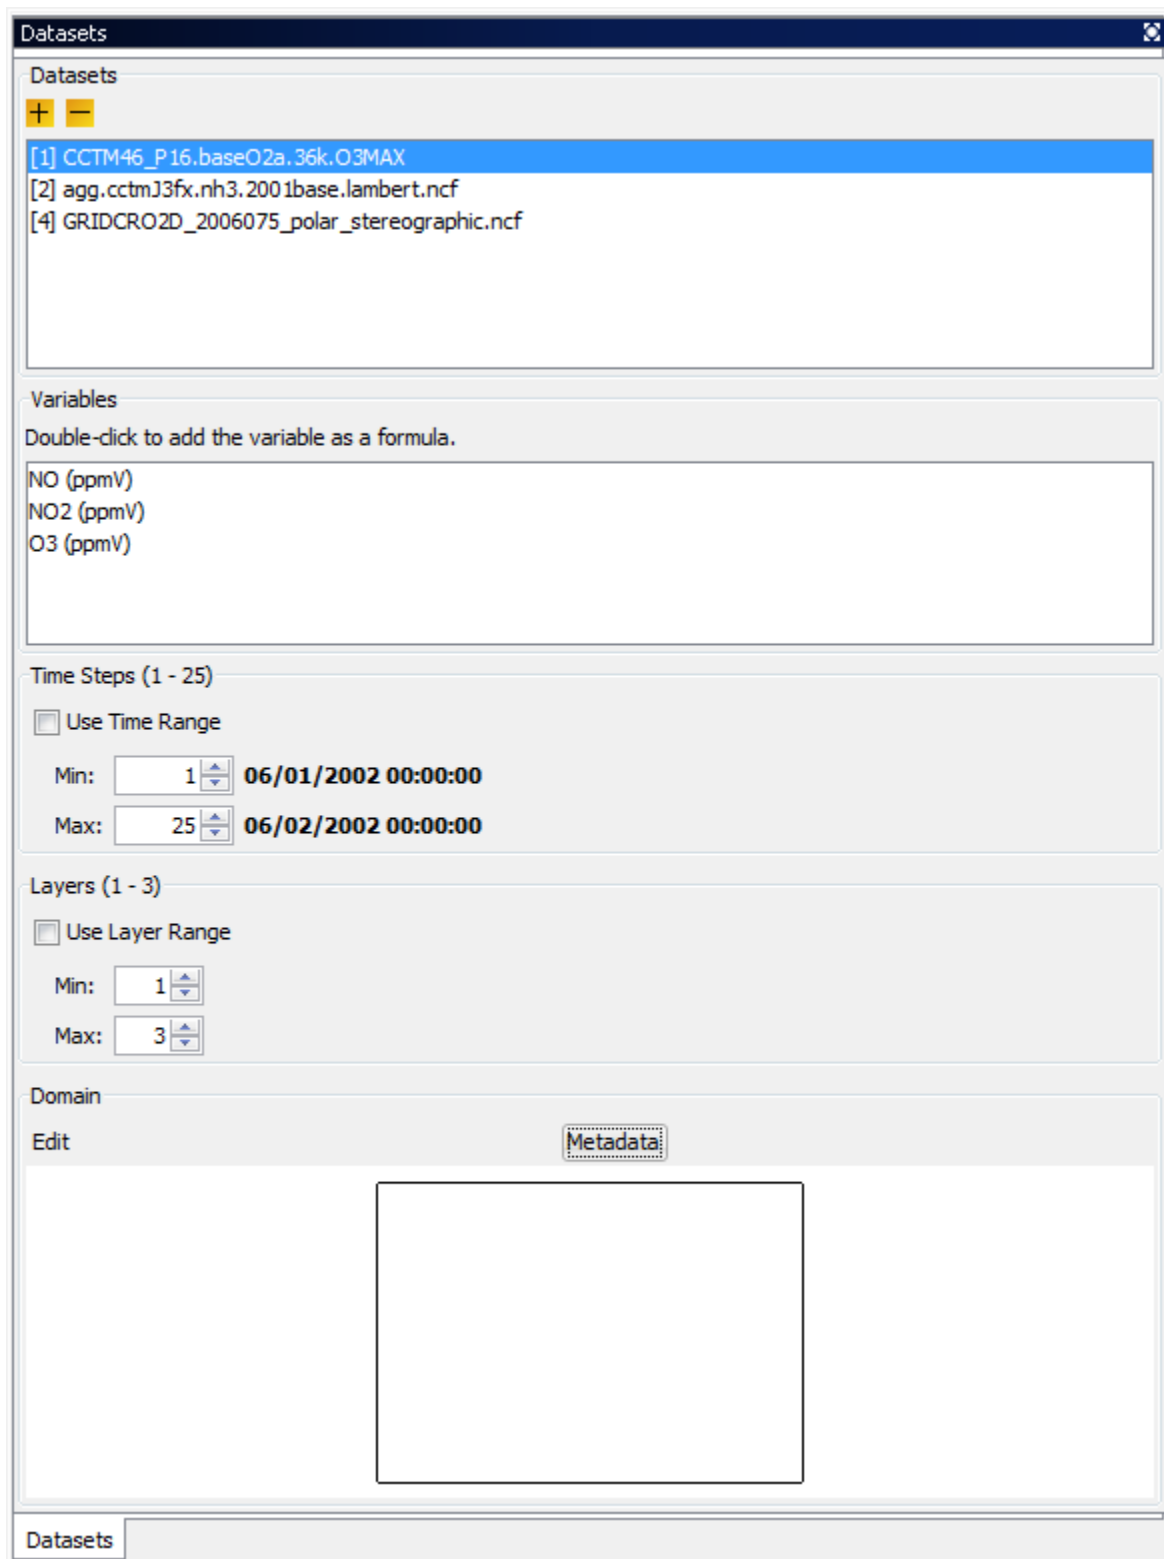 Datasets
Datasets
+ −
[1] CCTM46_P16.baseO2a.36k.O3MAX
[2] agg.cctmJ3fx.nh3.2001base.lambert.ncf
[4] GRIDCRO2D_2006075_polar_stereographic.ncf
Variables
Double-click to add the variable as a formula.
NO (ppmV)
NO2 (ppmV)
O3 (ppmV)
Time Steps (1 - 25)
Use Time Range
Min: 1 06/01/2002 00:00:00
Max: 25 06/02/2002 00:00:00
Layers (1 - 3)
Use Layer Range
Min: 1
Max: 3
Domain
Edit Metadata
Datasets